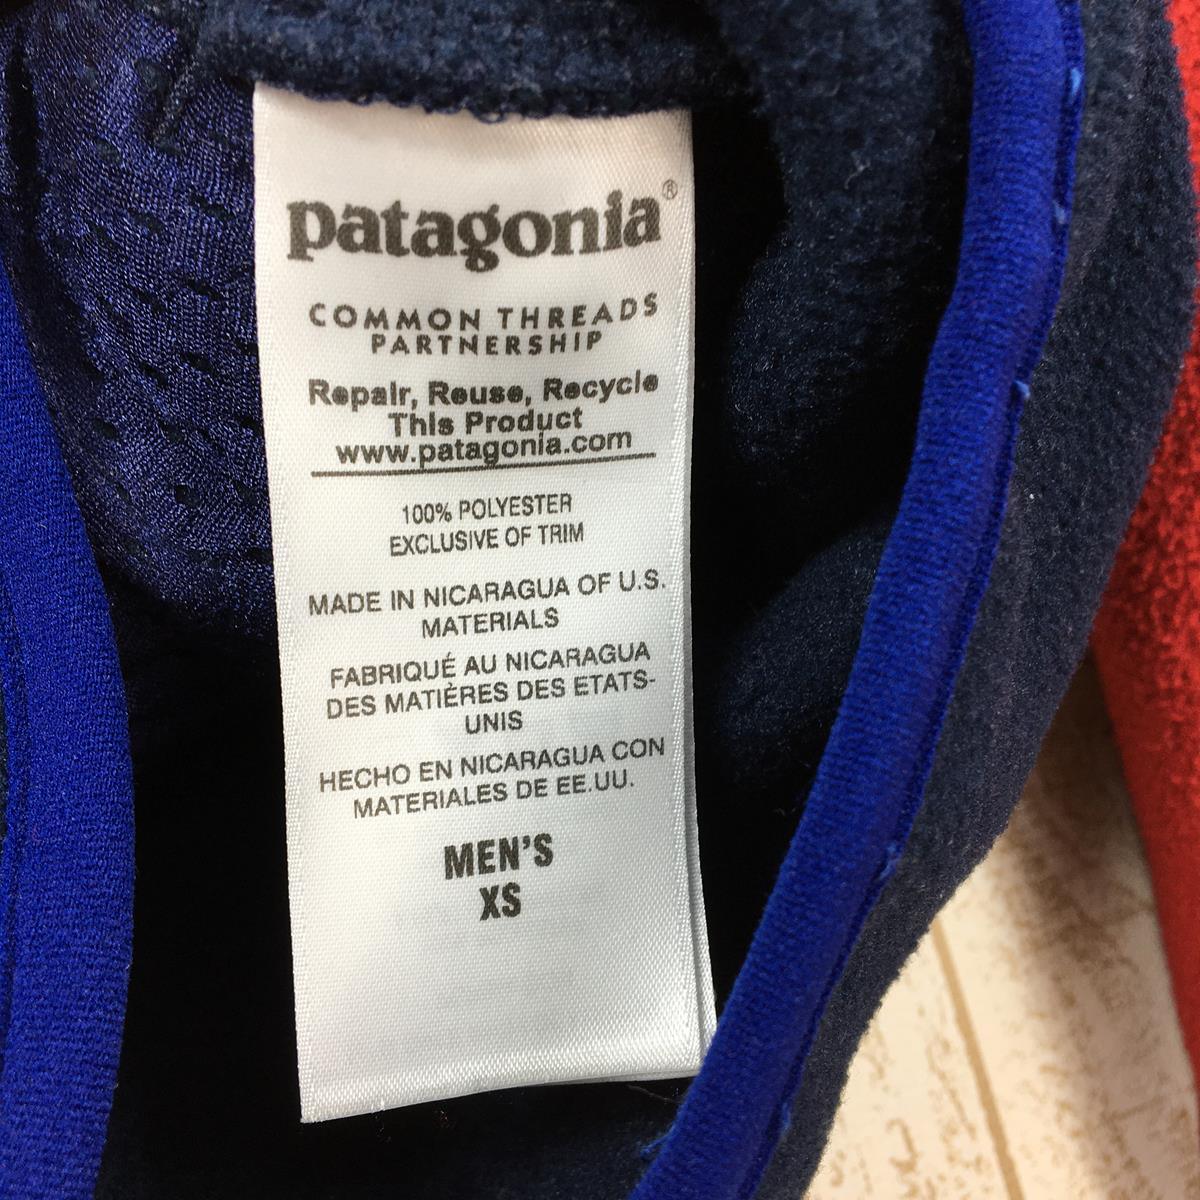 patagonia®
COMMON THREADS
PARTNERSHIP
Repair, Reuse, Recycle
This Product
www.patagonia.com
100% POLYESTER
EXCLUSIVE OF TRIM
MADE IN NICARAGUA OF U.S.
MATERIALS
FABRIQUÉ AU NICARAGUA
DES MATIÈRES DES ETATS-
UNIS
HECHO EN NICARAGUA CON
MATERIALES DE EE.UU.
MEN'S
XS